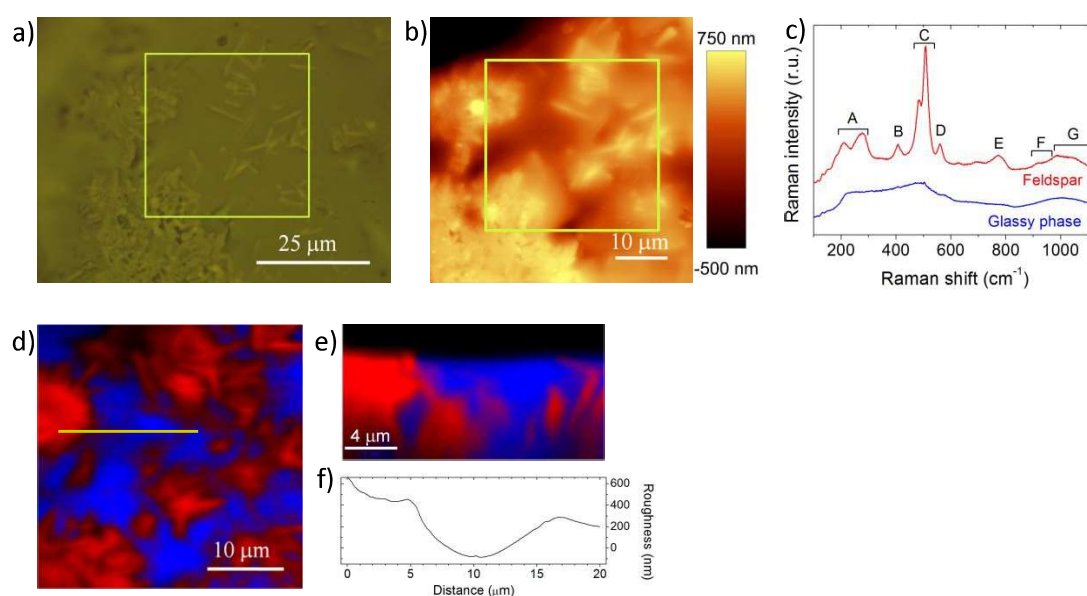 a)
25 μm
b)
10 μm
750 nm
-500 nm
c)
Raman intensity (r.u.)
A
B
C
D
E
F
G
Feldspar
Glassy phase
200 400 600 800 1000
Raman shift (cm⁻¹)
d)
10 μm
e)
4 μm
f)
600
400
200
0
Roughness (nm)
0 5 10 15 20
Distance (μm)